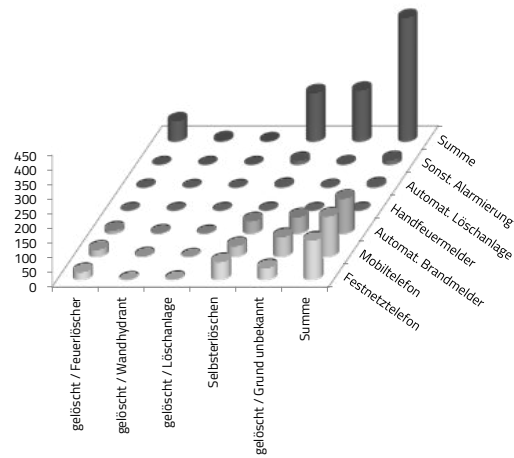 450
400
350
300
250
200
150
100
50
0
Summe
Sonst. Alarmierung
Automat. Löschanlage
Handfeuermelder
Automat. Brandmelder
Mobiltelefon
Festnetztelefon
gelöscht / Feuerlöscher
gelöscht / Wandhydrant
gelöscht / Löschanlage
Selbsterlöschen
gelöscht / Grund unbekannt
Summe